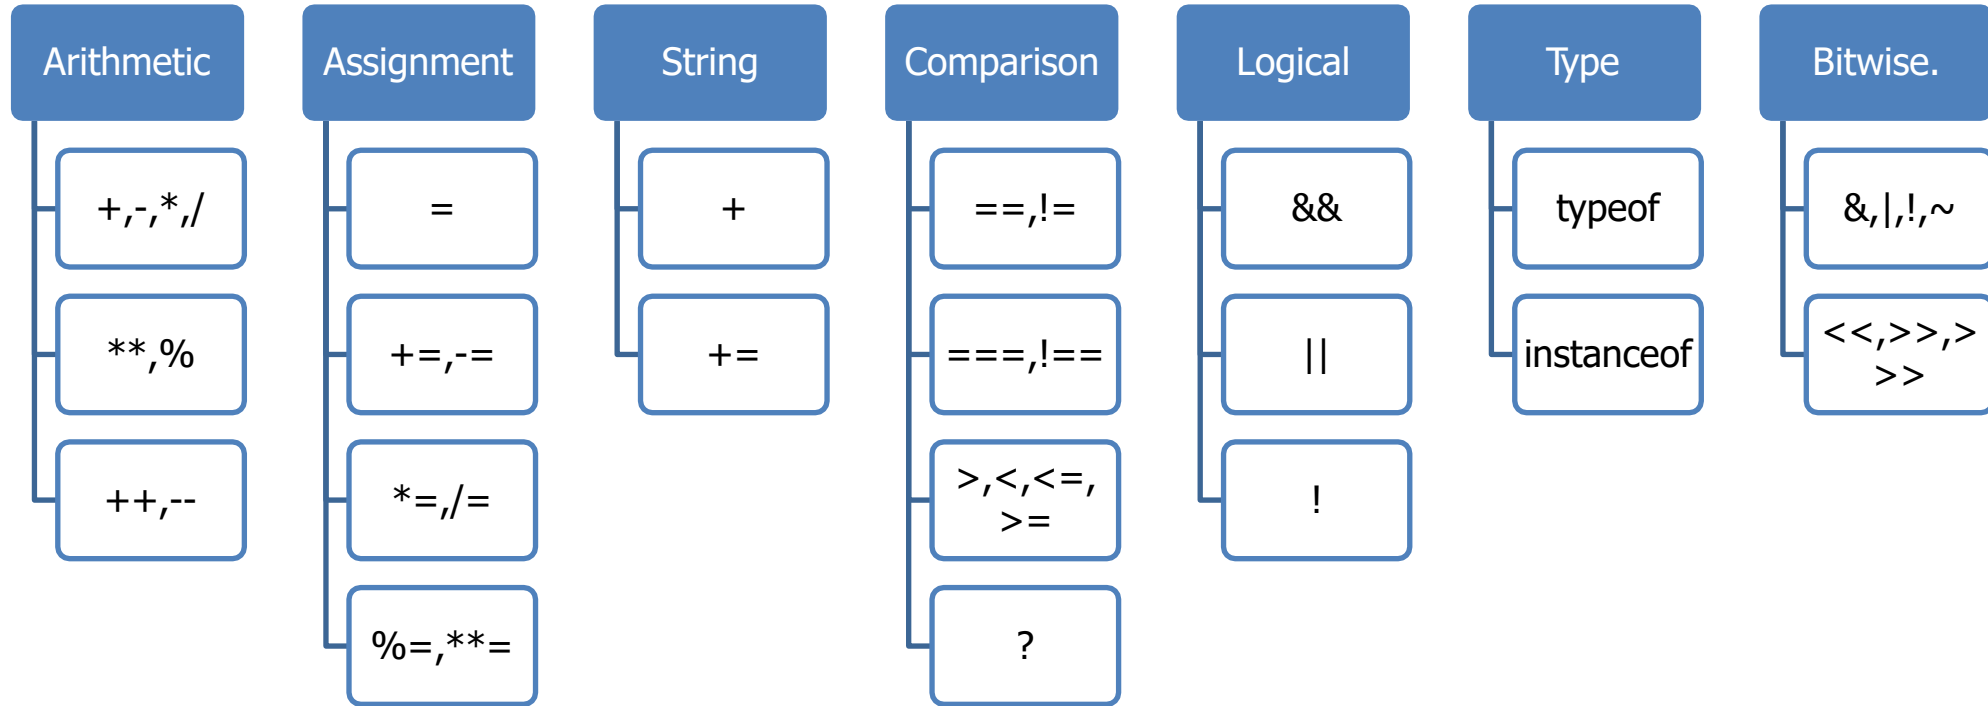 Arithmetic
+,-,*,/
**,%
++,--
Assignment
=
+=,-=
*=,/=
%=,**=
String
+
+=
Comparison
==,!=
===,!==
>,<,<=,
>=
?
Logical
&&
||
!
Type
typeof
instanceof
Bitwise.
&,|,!,~
<<,>>,>
>>